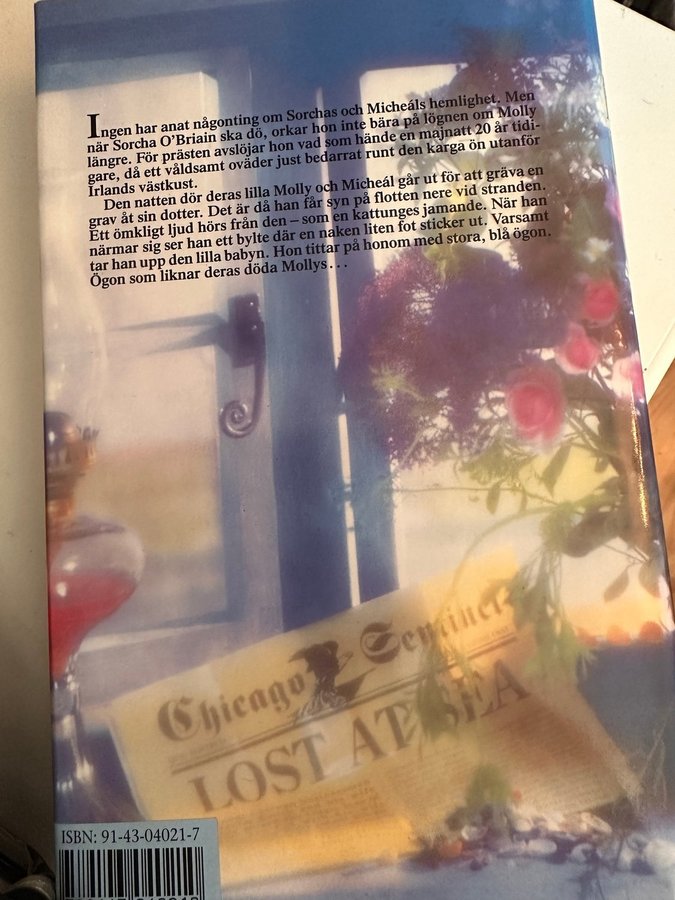 Ingen har anat någonting om Sorchas och Micheáls hemlighet. Men
när Sorcha O'Briain ska dö, orkar hon inte bära på lögnen om Molly
längre. För prästen avslöjar hon vad som hände en majnatt 20 år tidi-
gare, då ett våldsamt oväder just bedarrat runt den karga ön utanför
Irlands västkust.
Den natten dör deras lilla Molly och Micheál går ut för att gräva en
grav åt sin dotter. Det är då han får syn på flotten nere vid stranden.
Ett ömkligt ljud hörs från den – som en kattunges jamande. När han
närmar sig ser han ett bylte där en naken liten fot sticker ut. Varsamt
tar han upp den lilla babyn. Hon tittar på honom med stora, blå ögon.
Ögon som liknar deras döda Mollys...
Chicago Sentinel
LOST AT SEA
ISBN: 91-43-04021-7